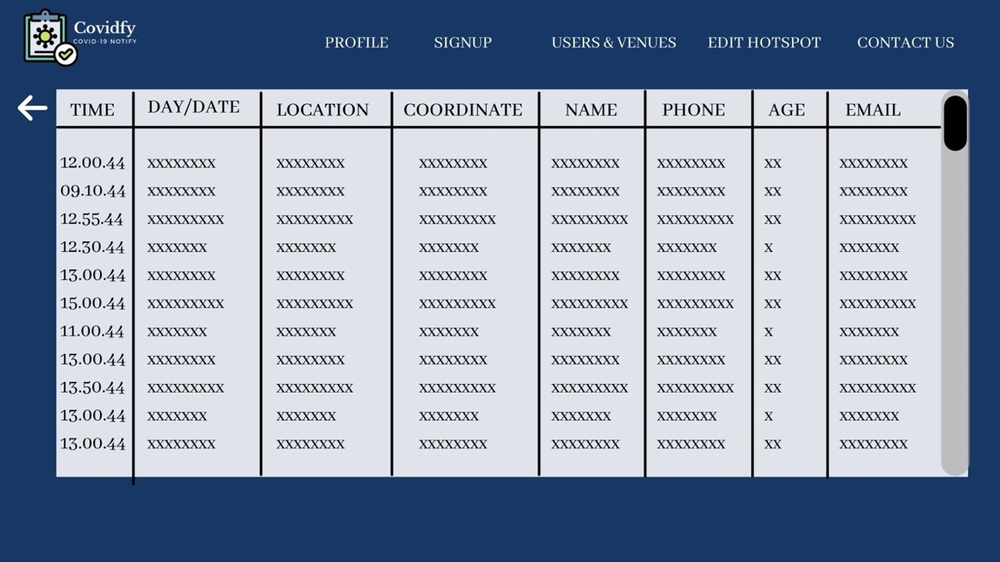 Covidfy
COVID-19 NOTIFY
PROFILE SIGNUP USERS & VENUES EDIT HOTSPOT CONTACT US
TIME DAY/DATE LOCATION COORDINATE NAME PHONE AGE EMAIL
12.00.44 xxxxxxxx xxxxxxxx xxxxxxxx xxxxxxxx xxxxxxxx xx xxxxxxxx
09.10.44 xxxxxxxx xxxxxxxx xxxxxxxx xxxxxxxx xxxxxxxx xx xxxxxxxx
12.55.44 xxxxxxxxx xxxxxxxxx xxxxxxxxx xxxxxxxxx xxxxxxxxx xx xxxxxxxxx
12.30.44 xxxxxxx xxxxxxx xxxxxxx xxxxxxx xxxxxxx x xxxxxxx
13.00.44 xxxxxxxx xxxxxxxx xxxxxxxx xxxxxxxx xxxxxxxx xx xxxxxxxx
15.00.44 xxxxxxxxx xxxxxxxxx xxxxxxxxx xxxxxxxxx xxxxxxxxx xx xxxxxxxxx
11.00.44 xxxxxxx xxxxxxx xxxxxxx xxxxxxx xxxxxxx x xxxxxxx
13.00.44 xxxxxxxx xxxxxxxx xxxxxxxx xxxxxxxx xxxxxxxx xx xxxxxxxx
13.50.44 xxxxxxxxx xxxxxxxxx xxxxxxxxx xxxxxxxxx xxxxxxxxx xx xxxxxxxxx
13.00.44 xxxxxxx xxxxxxx xxxxxxx xxxxxxx xxxxxxx x xxxxxxx
13.00.44 xxxxxxxx xxxxxxxx xxxxxxxx xxxxxxxx xxxxxxxx xx xxxxxxxx